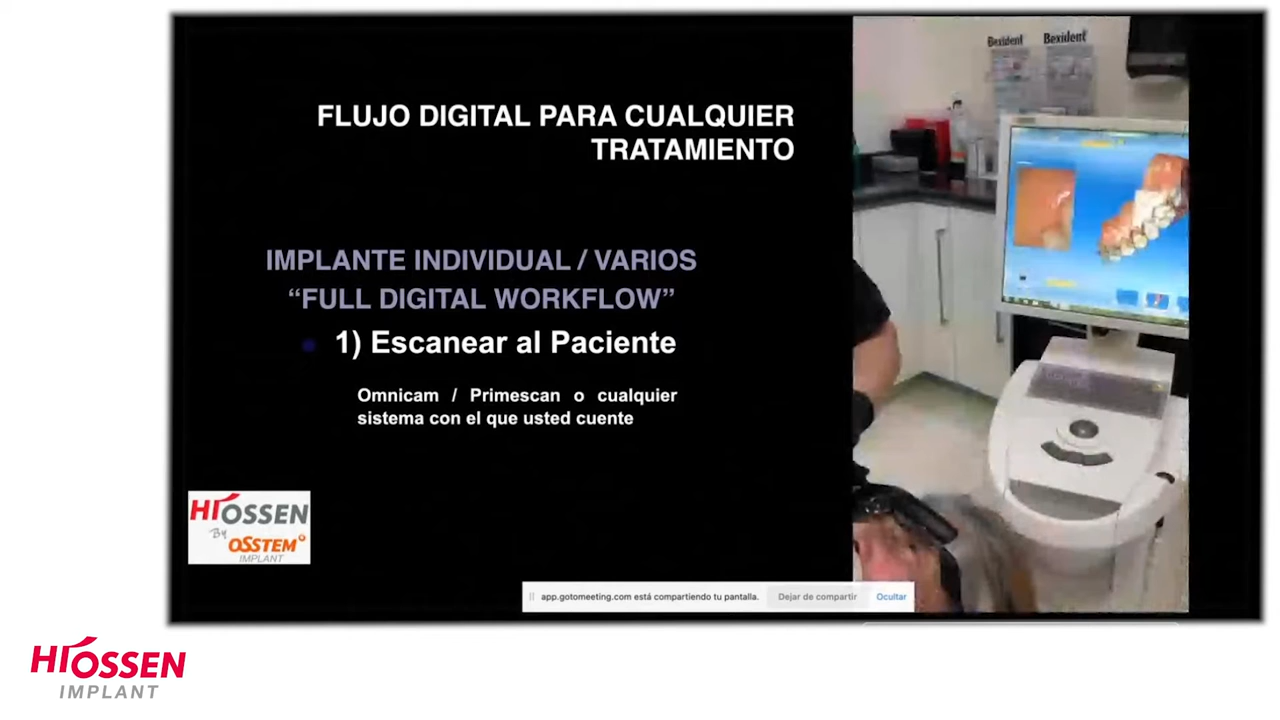 Bexident Bexident
FLUJO DIGITAL PARA CUALQUIER
TRATAMIENTO
IMPLANTE INDIVIDUAL / VARIOS
“FULL DIGITAL WORKFLOW”
1) Escanear al Paciente
Omnicam / Primescan o cualquier
sistema con el que usted cuente
HIOSSEN
By OSSTEM
IMPLANT
app.gotomeeting.com está compartiendo tu pantalla. Dejar de compartir Ocultar
HIOSSEN
IMPLANT